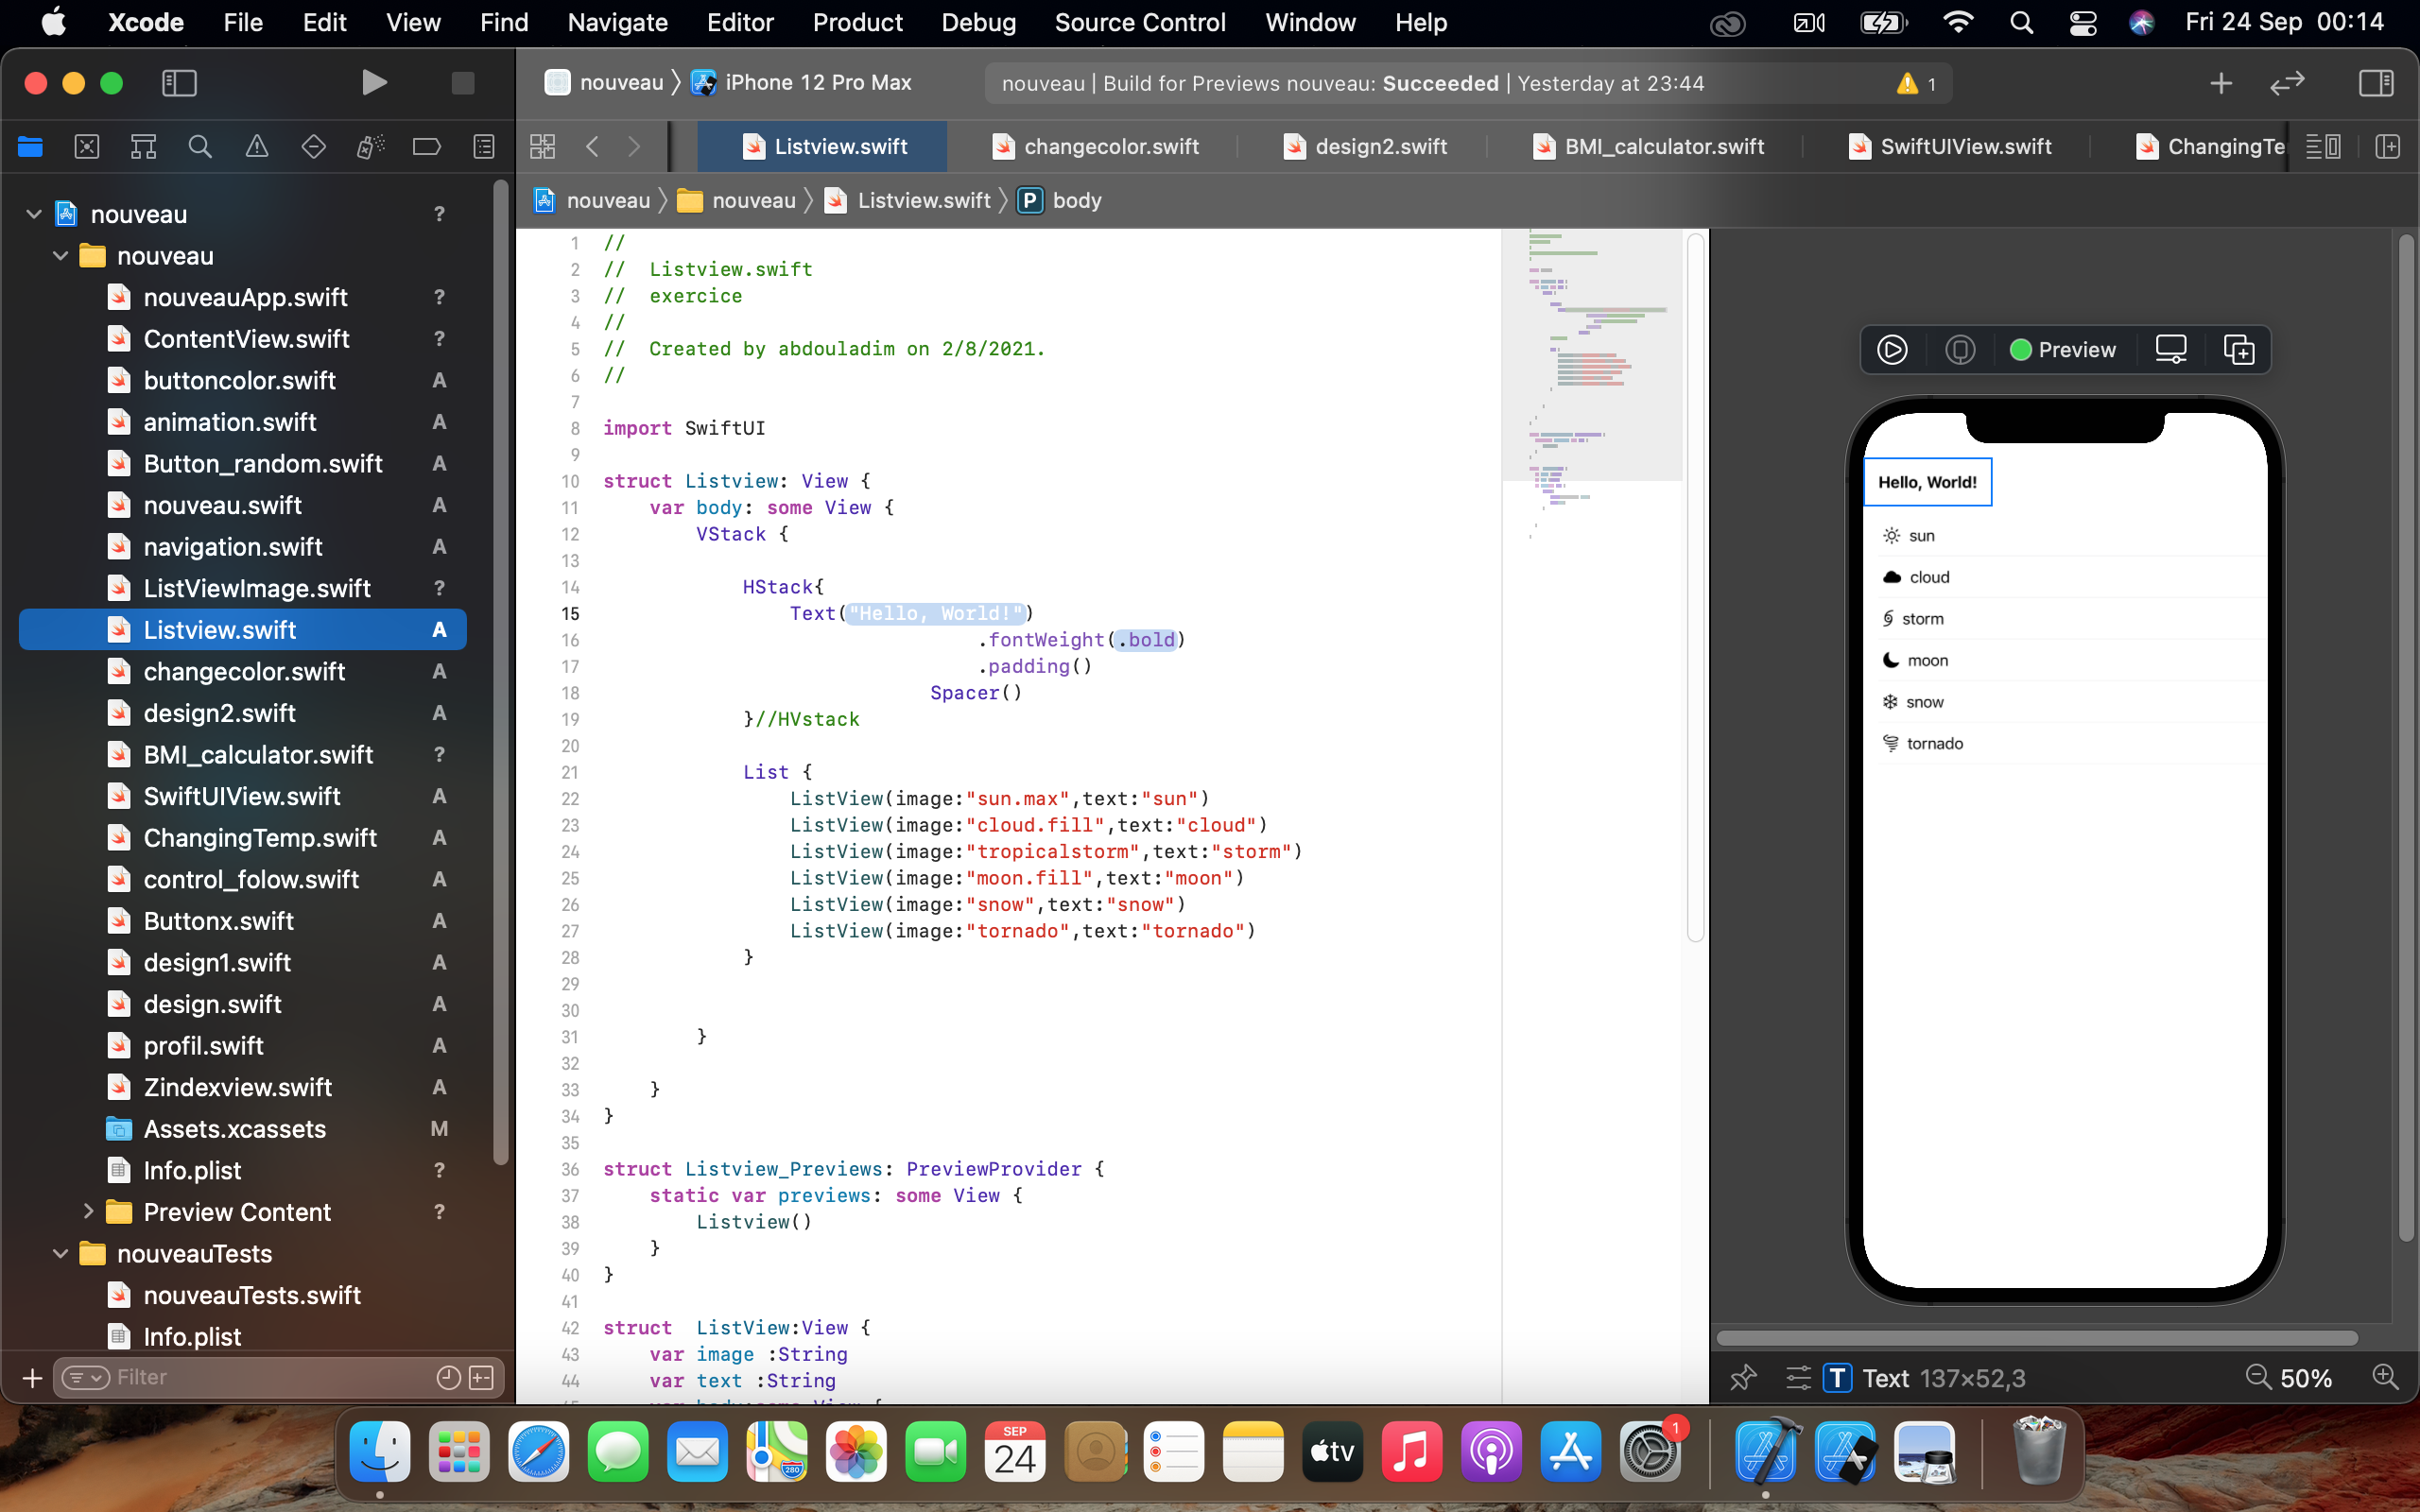 Xcode File Edit View Find Navigate Editor Product Debug Source Control Window Help Fri 24 Sep 00:14
nouveau iPhone 12 Pro Max nouveau | Build for Previews nouveau: Succeeded | Yesterday at 23:44 1
Listview.swift changecolor.swift design2.swift BMI_calculator.swift SwiftUIView.swift ChangingTe
nouveau nouveau Listview.swift P body
nouveau ?
nouveau
nouveauApp.swift ?
ContentView.swift ?
buttoncolor.swift A
animation.swift A
Button_random.swift A
nouveau.swift A
navigation.swift A
ListViewImage.swift ?
Listview.swift A
changecolor.swift A
design2.swift A
BMI_calculator.swift ?
SwiftUIView.swift A
ChangingTemp.swift A
control_folow.swift A
Buttonx.swift A
design1.swift A
design.swift A
profil.swift A
Zindexview.swift A
Assets.xcassets M
Info.plist ?
Preview Content ?
nouveauTests
nouveauTests.swift
Info.plist
Filter
1 //
2 //  Listview.swift
3 //  exercice
4 //
5 //  Created by abdouladim on 2/8/2021.
6 //
7
8 import SwiftUI
9
10 struct Listview: View {
11     var body: some View {
12         VStack {
13
14             HStack{
15                 Text("Hello, World!")
16                                 .fontWeight(.bold)
17                                 .padding()
18                             Spacer()
19             }//HVstack
20
21             List {
22                 ListView(image:"sun.max",text:"sun")
23                 ListView(image:"cloud.fill",text:"cloud")
24                 ListView(image:"tropicalstorm",text:"storm")
25                 ListView(image:"moon.fill",text:"moon")
26                 ListView(image:"snow",text:"snow")
27                 ListView(image:"tornado",text:"tornado")
28             }
29
30
31         }
32
33     }
34 }
35
36 struct Listview_Previews: PreviewProvider {
37     static var previews: some View {
38         Listview()
39     }
40 }
41
42 struct  ListView:View {
43     var image :String
44     var text :String
Preview
Hello, World!
sun
cloud
storm
moon
snow
tornado
T Text 137×52,3 50%
280
SEP
24
tv
1